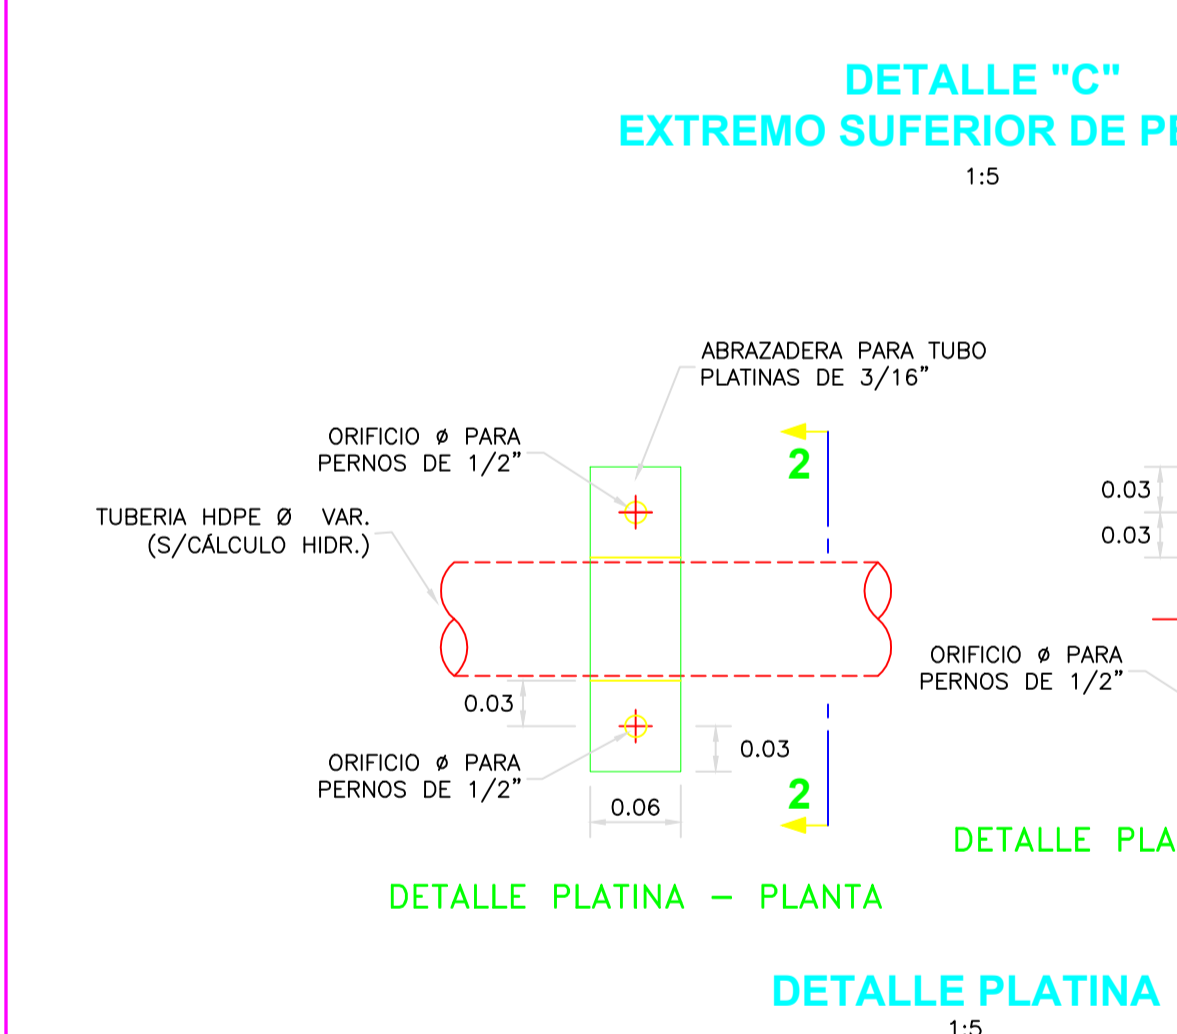 DETALLE "C"
EXTREMO SUFERIOR DE PE
1:5
ABRAZADERA PARA TUBO
PLATINAS DE 3/16”
ORIFICIO ø PARA
PERNOS DE 1/2”
2
TUBERIA HDPE Ø VAR.
(S/CÁLCULO HIDR.)
0.03
0.03
ORIFICIO ø PARA
PERNOS DE 1/2”
0.03
0.03
ORIFICIO ø PARA
PERNOS DE 1/2”
0.06
2
DETALLE PLA
DETALLE PLATINA – PLANTA
DETALLE PLATINA
1:5